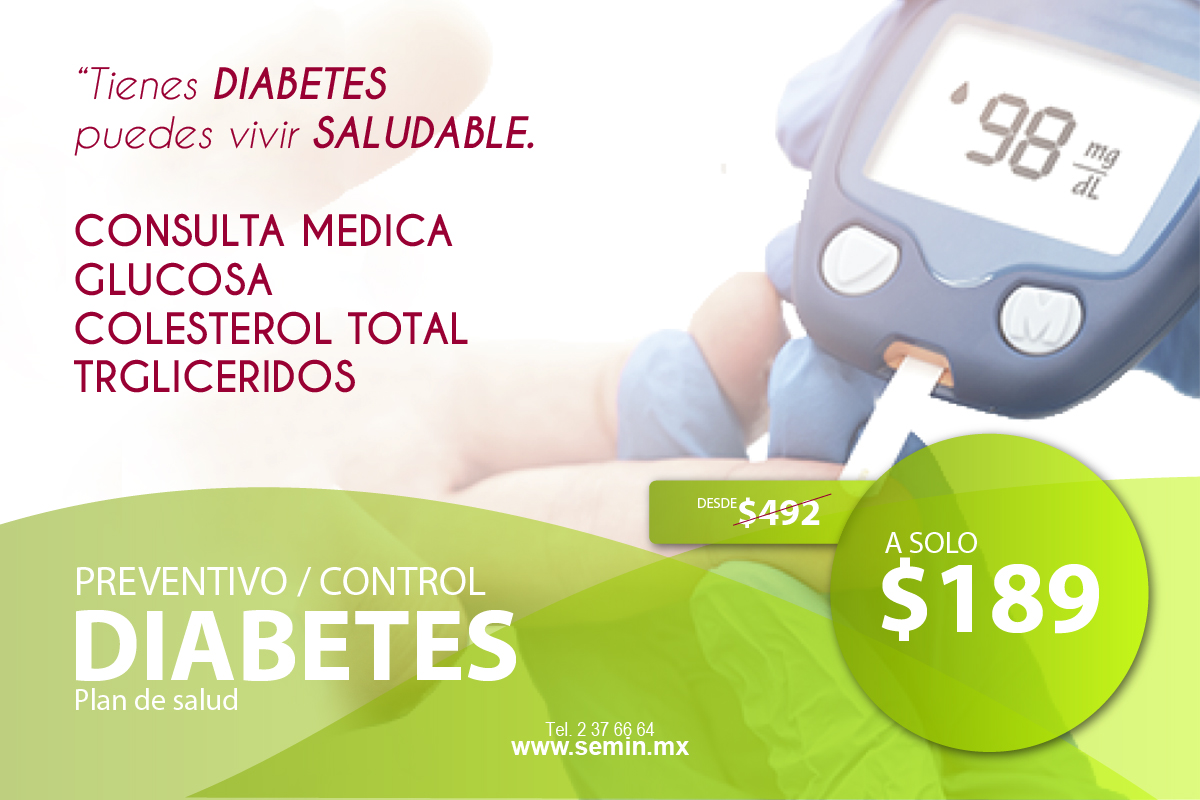 “Tienes DIABETES
puedes vivir SALUDABLE.
CONSULTA MEDICA
GLUCOSA
COLESTEROL TOTAL
TRGLICERIDOS
98 mg/dL
M
DESDE $492
A SOLO
$189
PREVENTIVO / CONTROL
DIABETES
Plan de salud
Tel. 2 37 66 64
www.semin.mx